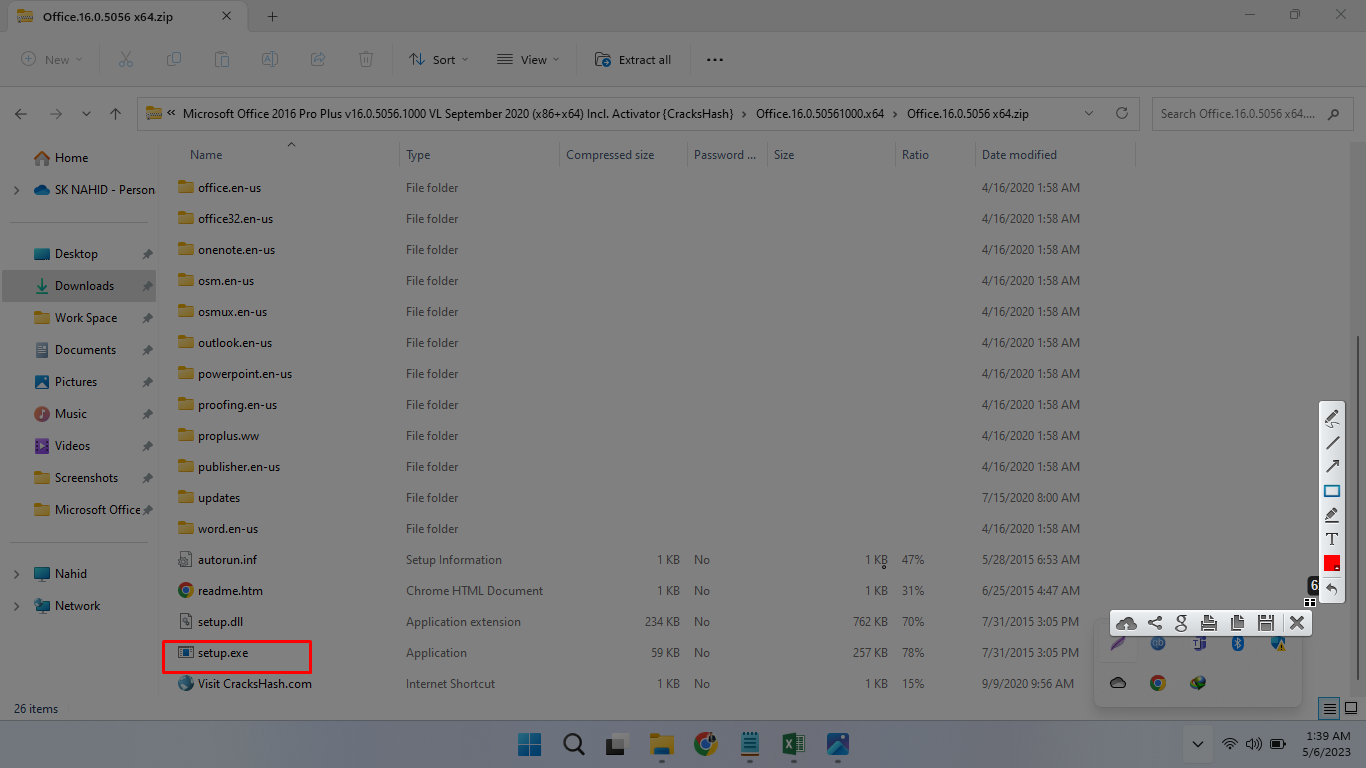 Office.16.0.5056 x64.zip
New
Sort
View
Extract all
Microsoft Office 2016 Pro Plus v16.0.5056.1000 VL September 2020 (x86+x64) Incl. Activator {CracksHash} > Office.16.0.50561000.x64 > Office.16.0.5056 x64.zip
Search Office.16.0.5056 x64....
Home
SK NAHID - Person
Desktop
Downloads
Work Space
Documents
Pictures
Music
Videos
Screenshots
Microsoft Office
Nahid
Network
Name Type Compressed size Password ... Size Ratio Date modified
office.en-us File folder 4/16/2020 1:58 AM
office32.en-us File folder 4/16/2020 1:58 AM
onenote.en-us File folder 4/16/2020 1:58 AM
osm.en-us File folder 4/16/2020 1:58 AM
osmux.en-us File folder 4/16/2020 1:58 AM
outlook.en-us File folder 4/16/2020 1:58 AM
powerpoint.en-us File folder 4/16/2020 1:58 AM
proofing.en-us File folder 4/16/2020 1:58 AM
proplus.ww File folder 4/16/2020 1:58 AM
publisher.en-us File folder 4/16/2020 1:58 AM
updates File folder 7/15/2020 8:00 AM
word.en-us File folder 4/16/2020 1:58 AM
autorun.inf Setup Information 1 KB No 1 KB 47% 5/28/2015 6:53 AM
readme.htm Chrome HTML Document 1 KB No 1 KB 31% 6/25/2015 4:47 AM
setup.dll Application extension 234 KB No 762 KB 70% 7/31/2015 3:05 PM
setup.exe Application 59 KB No 257 KB 78% 7/31/2015 3:05 PM
Visit CracksHash.com Internet Shortcut 1 KB No 1 KB 15% 9/9/2020 9:56 AM
T
6
g
26 items
1:39 AM
5/6/2023